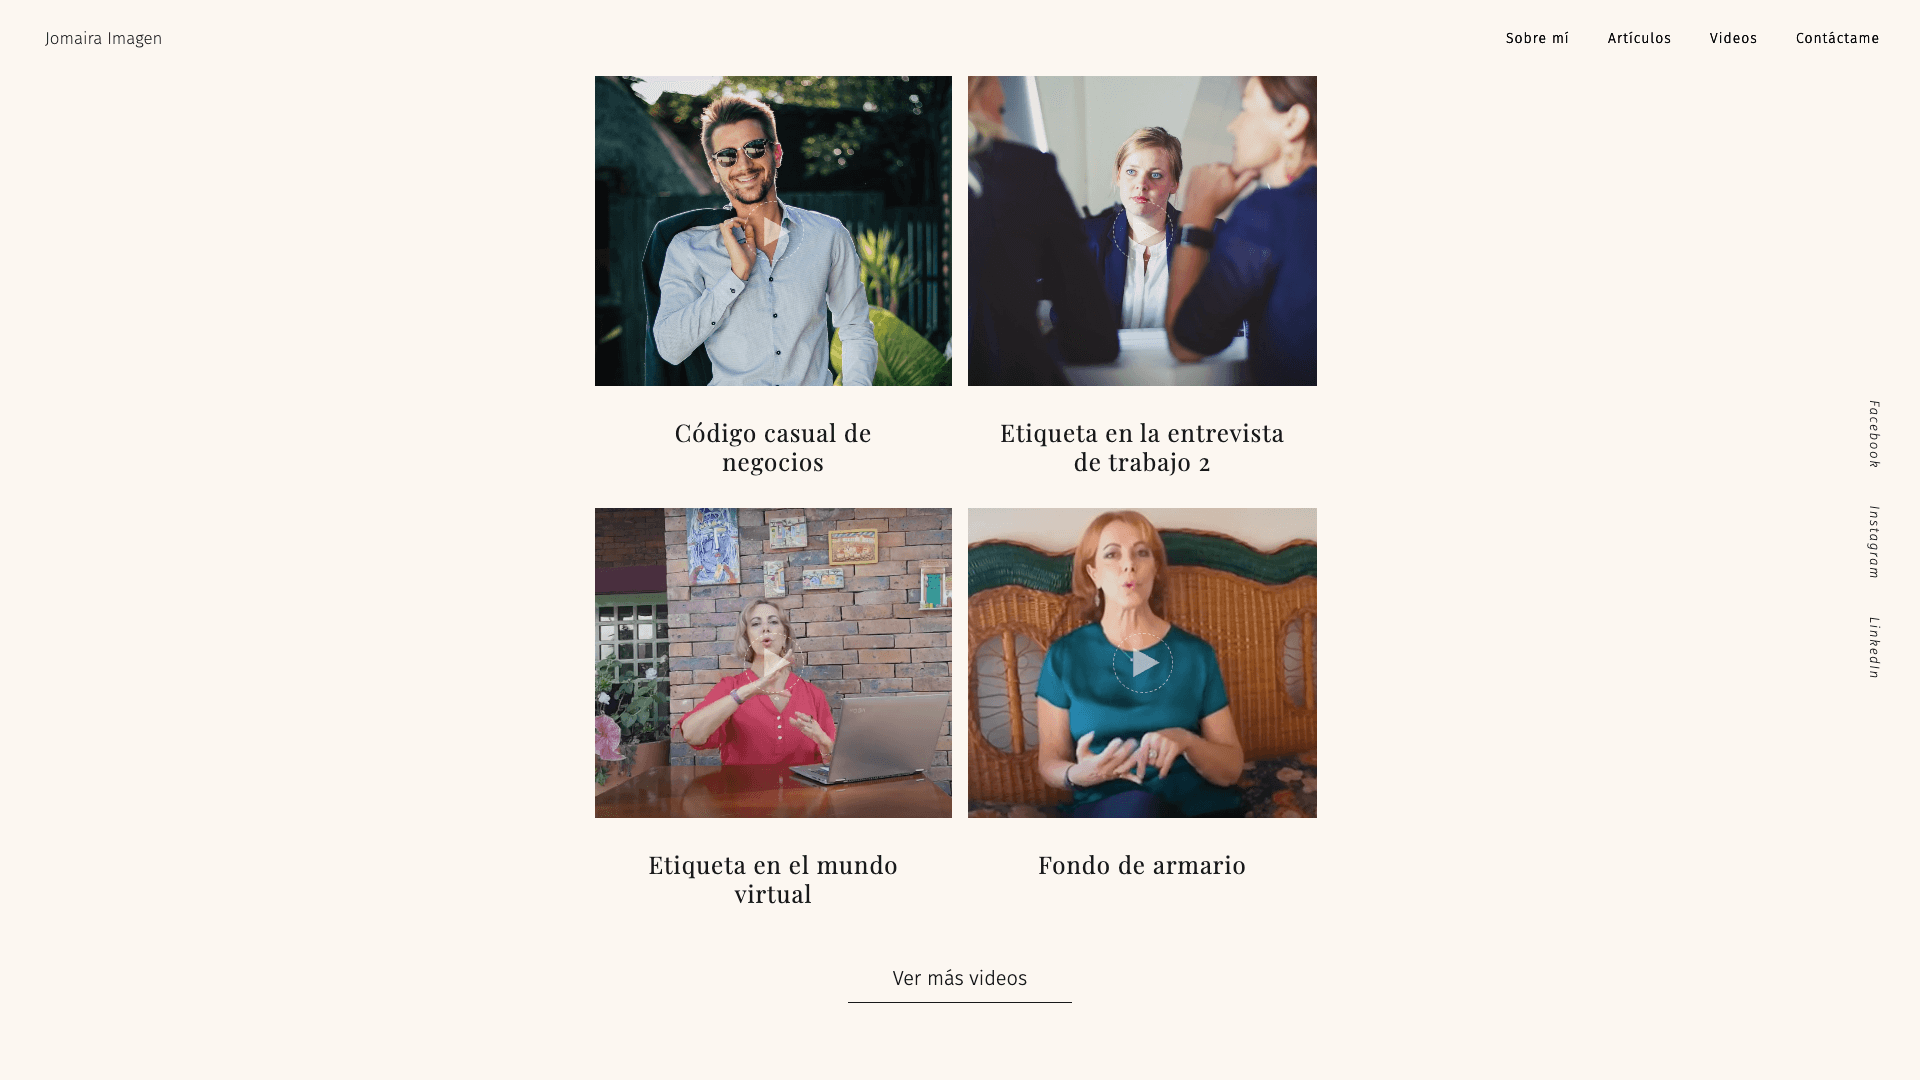 Jomaira Imagen
Sobre mí
Artículos
Videos
Contáctame
Código casual de
negocios
Etiqueta en la entrevista
de trabajo 2
Etiqueta en el mundo
virtual
Fondo de armario
Ver más videos
Facebook
Instagram
LinkedIn